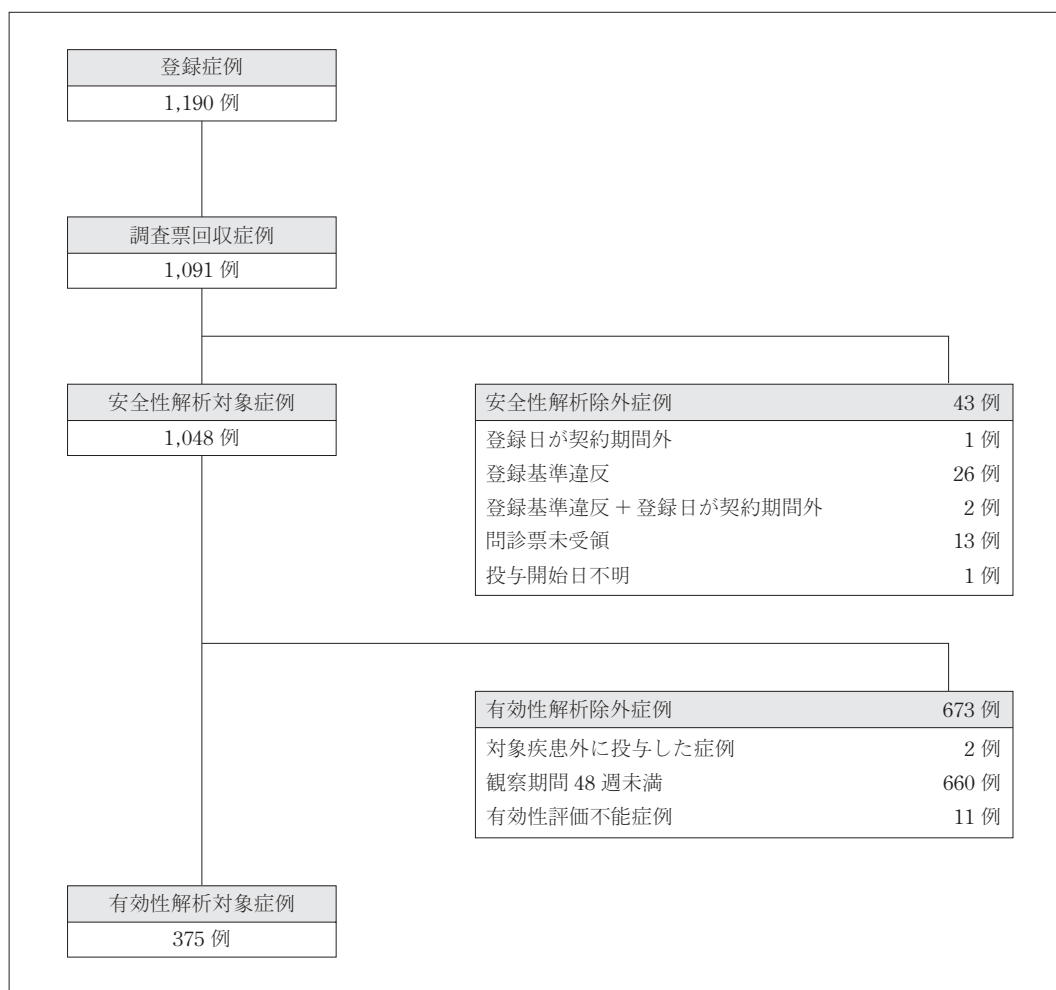 登録症例
1,190 例
調査票回収症例
1,091 例
安全性解析対象症例
1,048 例
安全性解析除外症例 43 例
登録日が契約期間外 1 例
登録基準違反 26 例
登録基準違反 + 登録日が契約期間外 2 例
問診票未受領 13 例
投与開始日不明 1 例
有効性解析除外症例 673 例
対象疾患外に投与した症例 2 例
観察期間 48 週未満 660 例
有効性評価不能症例 11 例
有効性解析対象症例
375 例